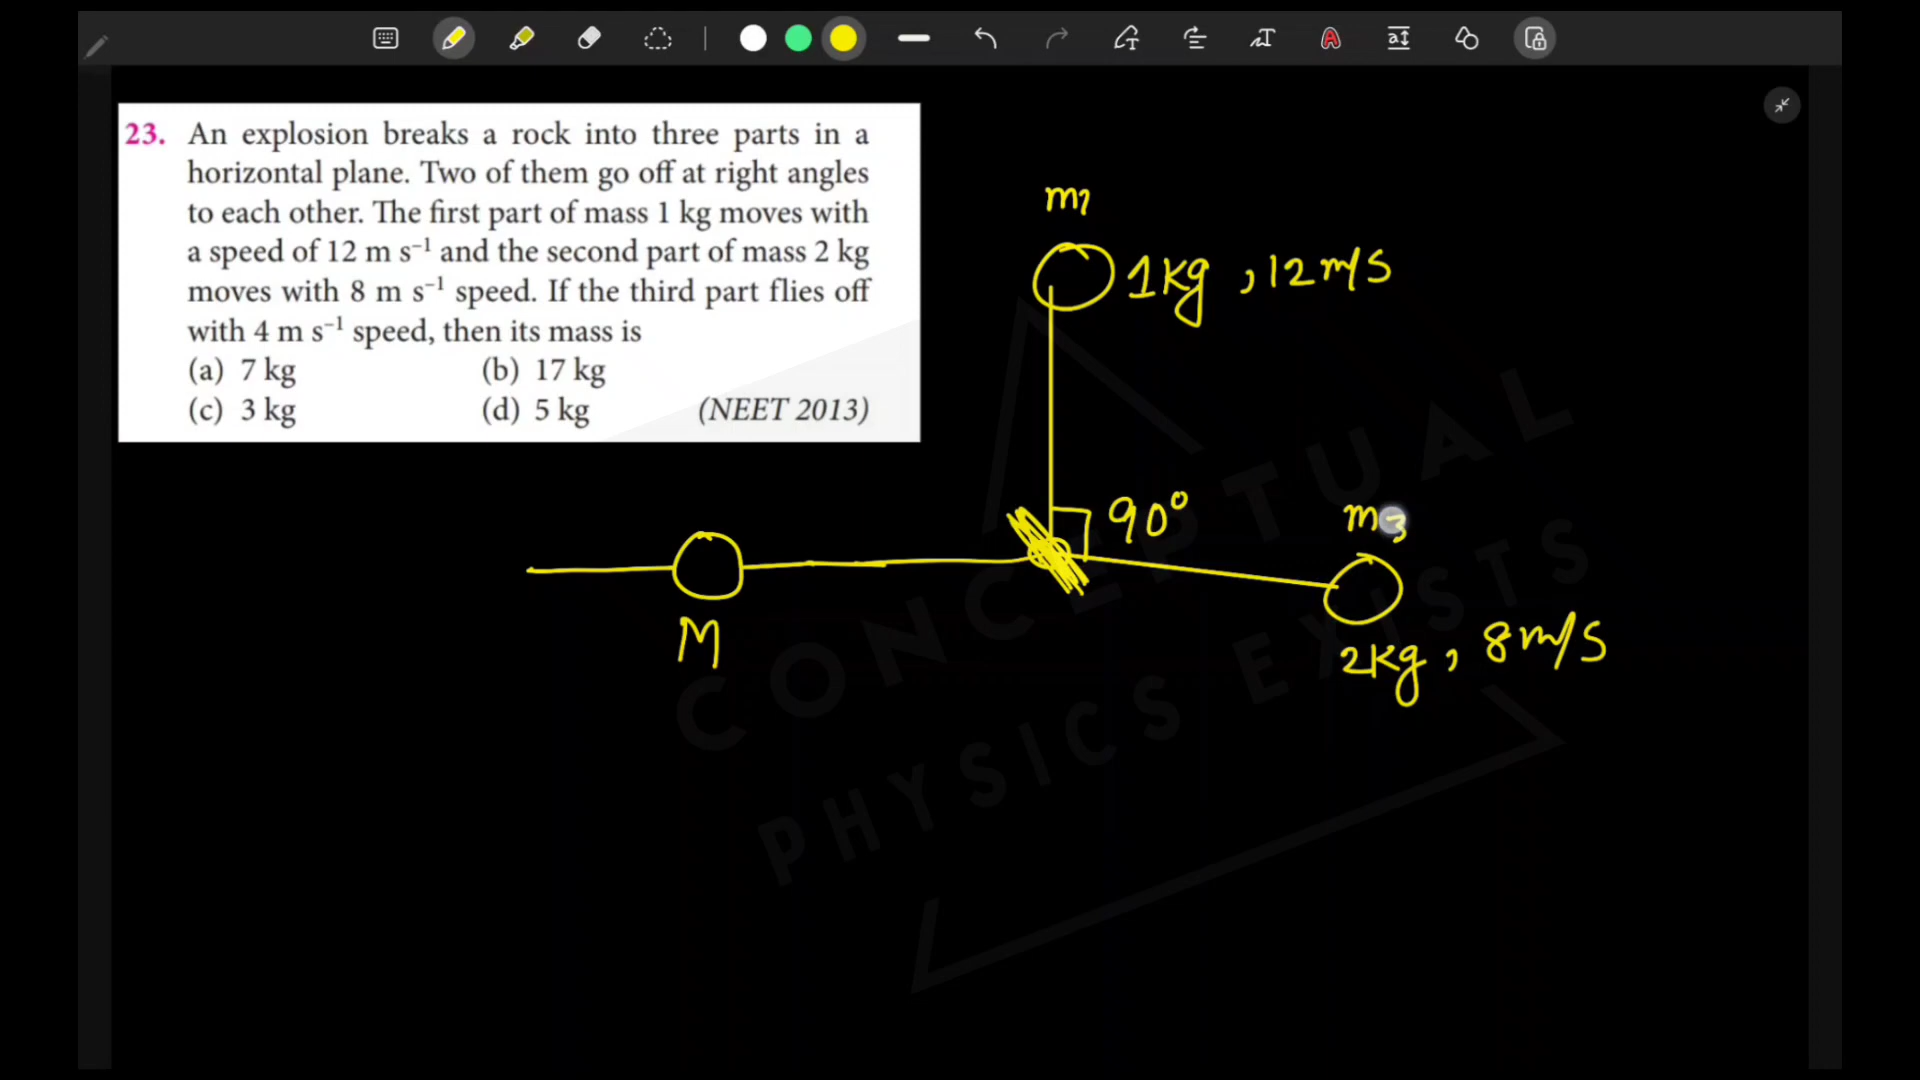 23. An explosion breaks a rock into three parts in a
horizontal plane. Two of them go off at right angles
to each other. The first part of mass 1 kg moves with
a speed of 12 m s⁻¹ and the second part of mass 2 kg
moves with 8 m s⁻¹ speed. If the third part flies off
with 4 m s⁻¹ speed, then its mass is
(a) 7 kg (b) 17 kg
(c) 3 kg (d) 5 kg (NEET 2013)
m1
1kg, 12 m/s
90°
m3
M
2kg, 8 m/s
CONCEPTUAL
PHYSICS EXISTS